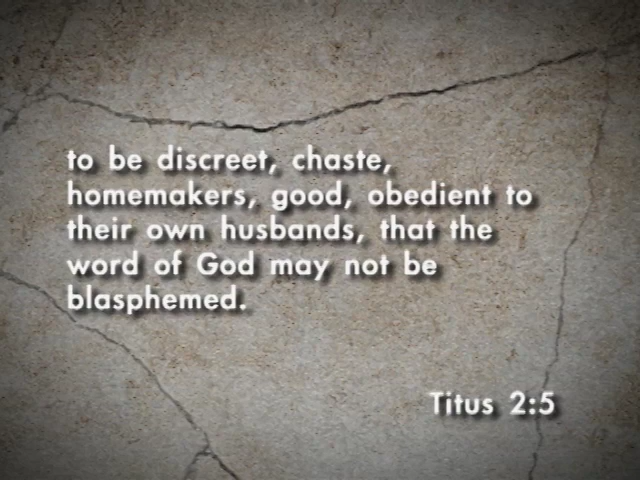 to be discreet, chaste,
homemakers, good, obedient to
their own husbands, that the
word of God may not be
blasphemed.
Titus 2:5